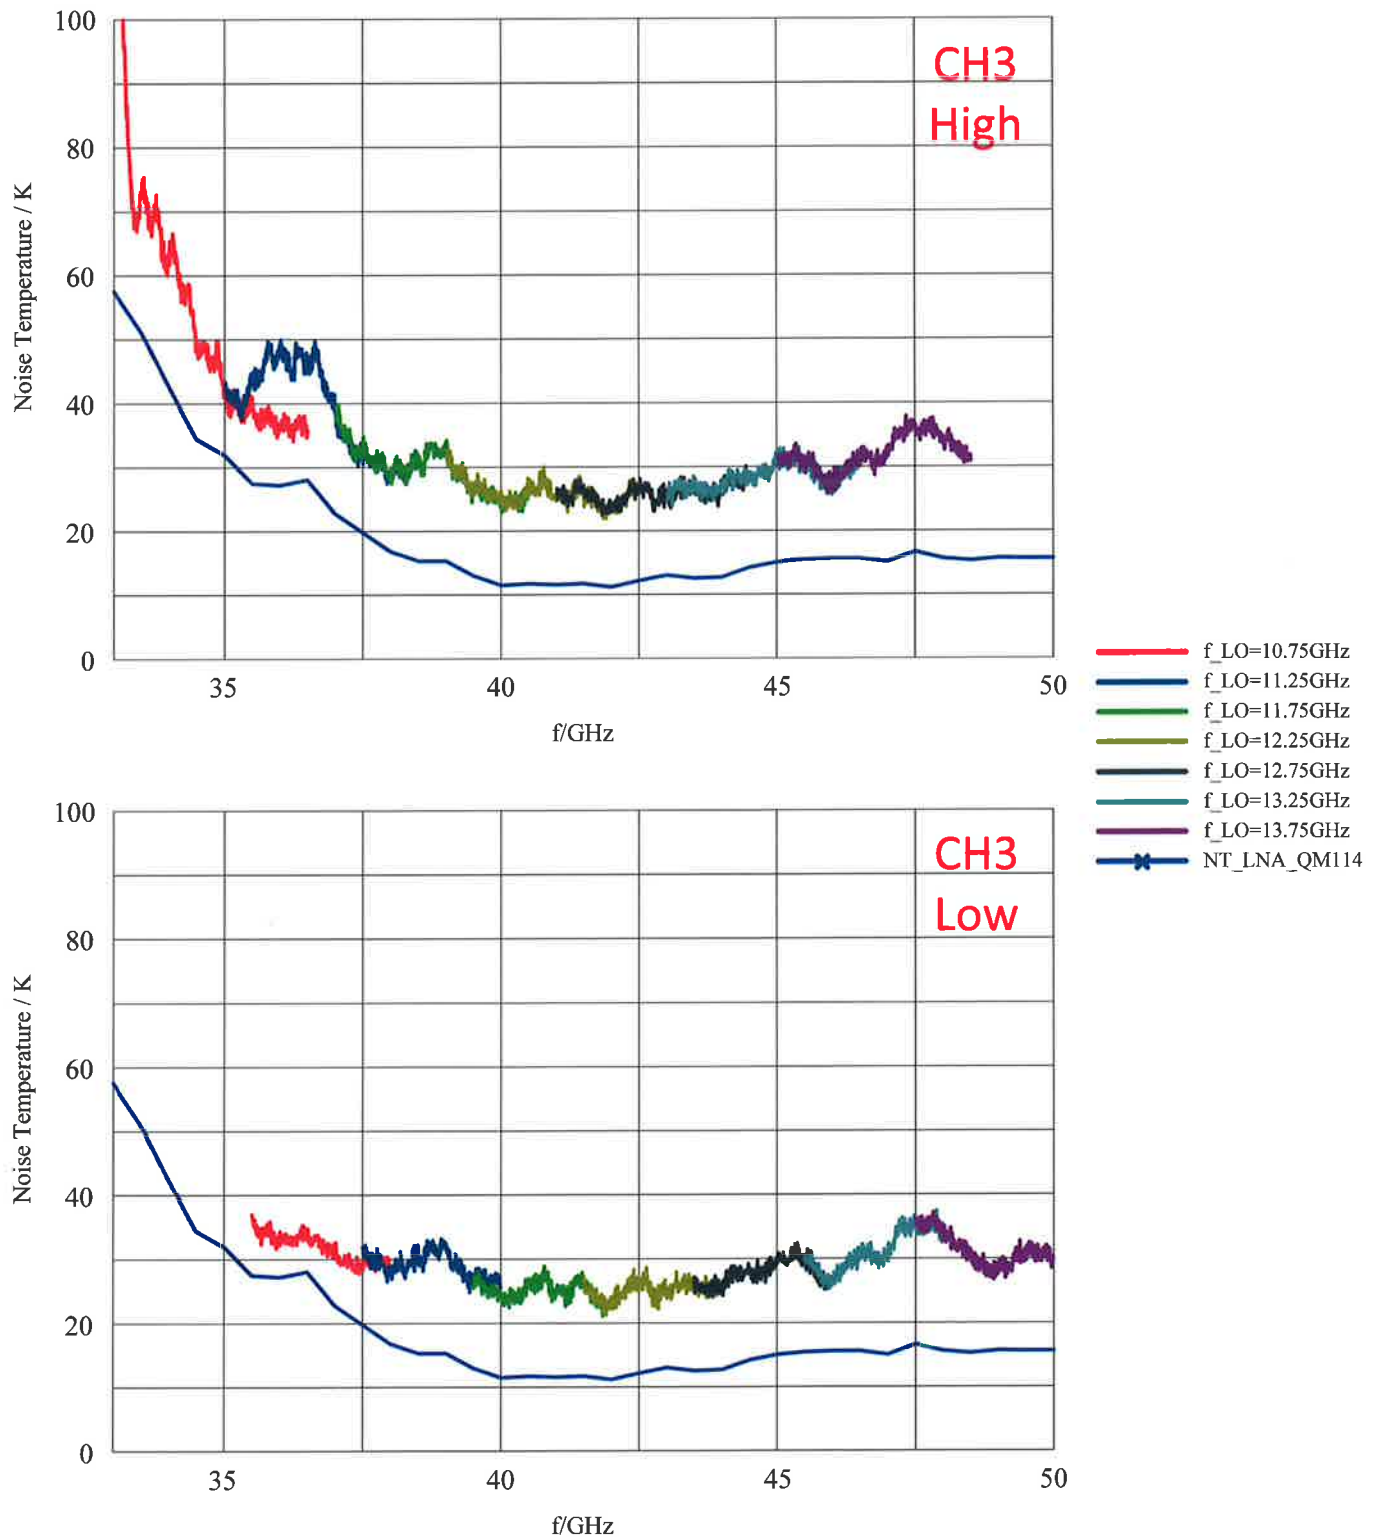 100
80
60
40
20
0
Noise Temperature / K
CH3
High
35
40
45
50
f/GHz
f_LO=10.75GHz
f_LO=11.25GHz
f_LO=11.75GHz
f_LO=12.25GHz
f_LO=12.75GHz
f_LO=13.25GHz
f_LO=13.75GHz
NT_LNA_QM114
100
80
60
40
20
0
Noise Temperature / K
CH3
Low
35
40
45
50
f/GHz